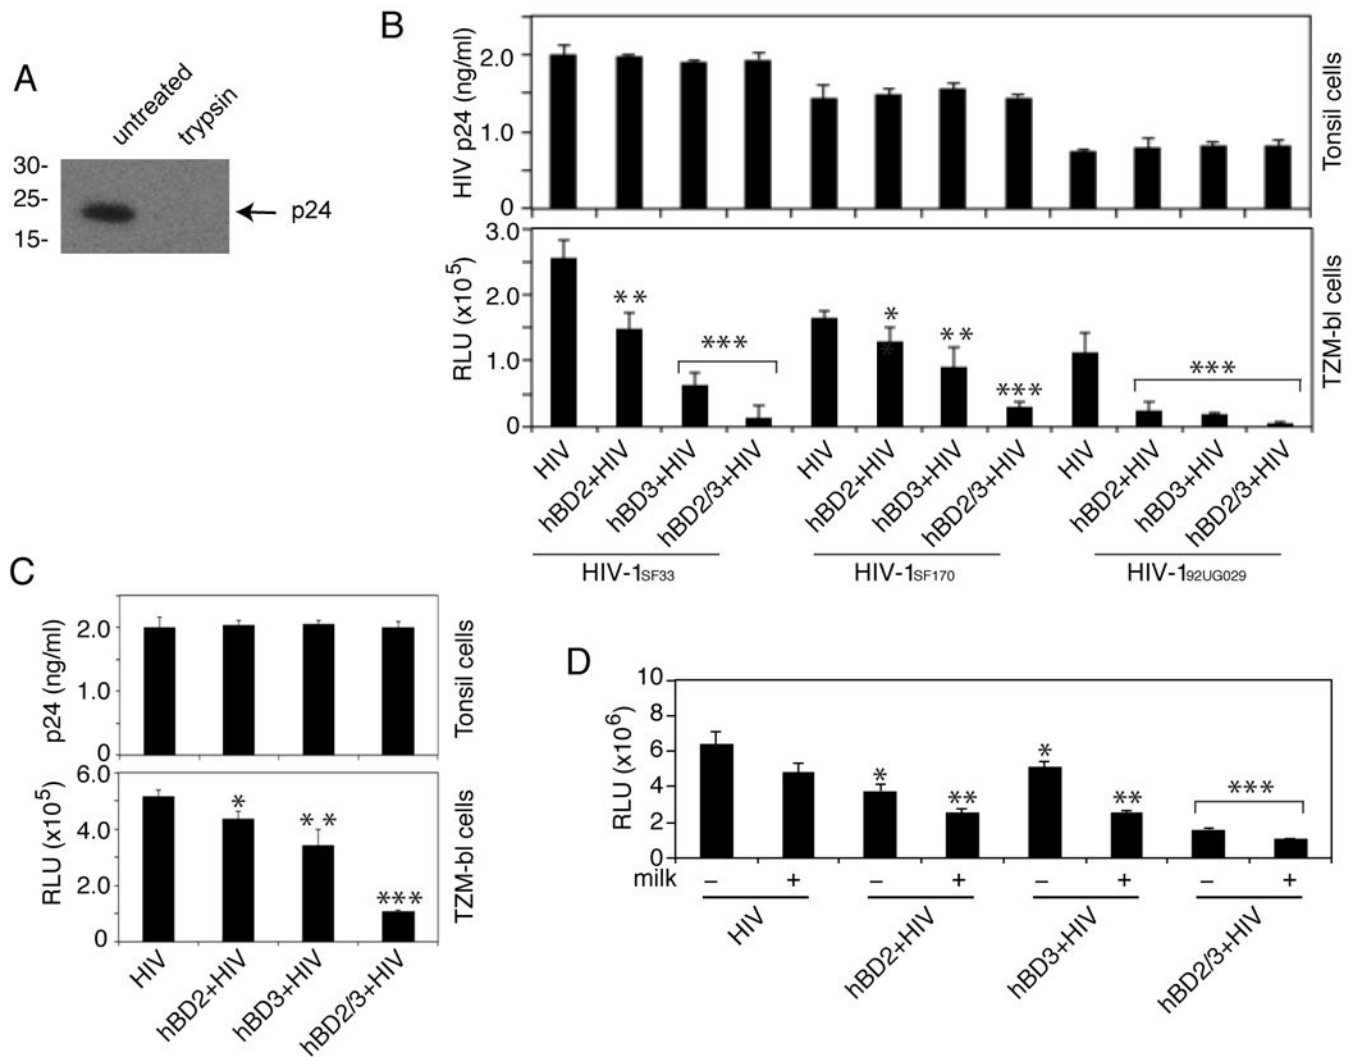 A
untreated
trypsin
30-
25-
15-
p24
B
HIV p24 (ng/ml)
2.0
1.0
0
Tonsil cells
RLU (x10⁵)
3.0
2.0
1.0
0
** *** * * ** *** ***
TZM-bl cells
HIV
hBD2+HIV
hBD3+HIV
hBD2/3+HIV
HIV
hBD2+HIV
hBD3+HIV
hBD2/3+HIV
HIV
hBD2+HIV
hBD3+HIV
hBD2/3+HIV
HIV-1SF33
HIV-1SF170
HIV-192UG029
C
p24 (ng/ml)
2.0
1.0
0
Tonsil cells
RLU (x10⁵)
6.0
4.0
2.0
0
* ** ***
TZM-bl cells
HIV
hBD2+HIV
hBD3+HIV
hBD2/3+HIV
D
RLU (x10⁶)
10
8
6
4
2
0
* ** * ** ***
milk – + – + – + – +
HIV
hBD2+HIV
hBD3+HIV
hBD2/3+HIV